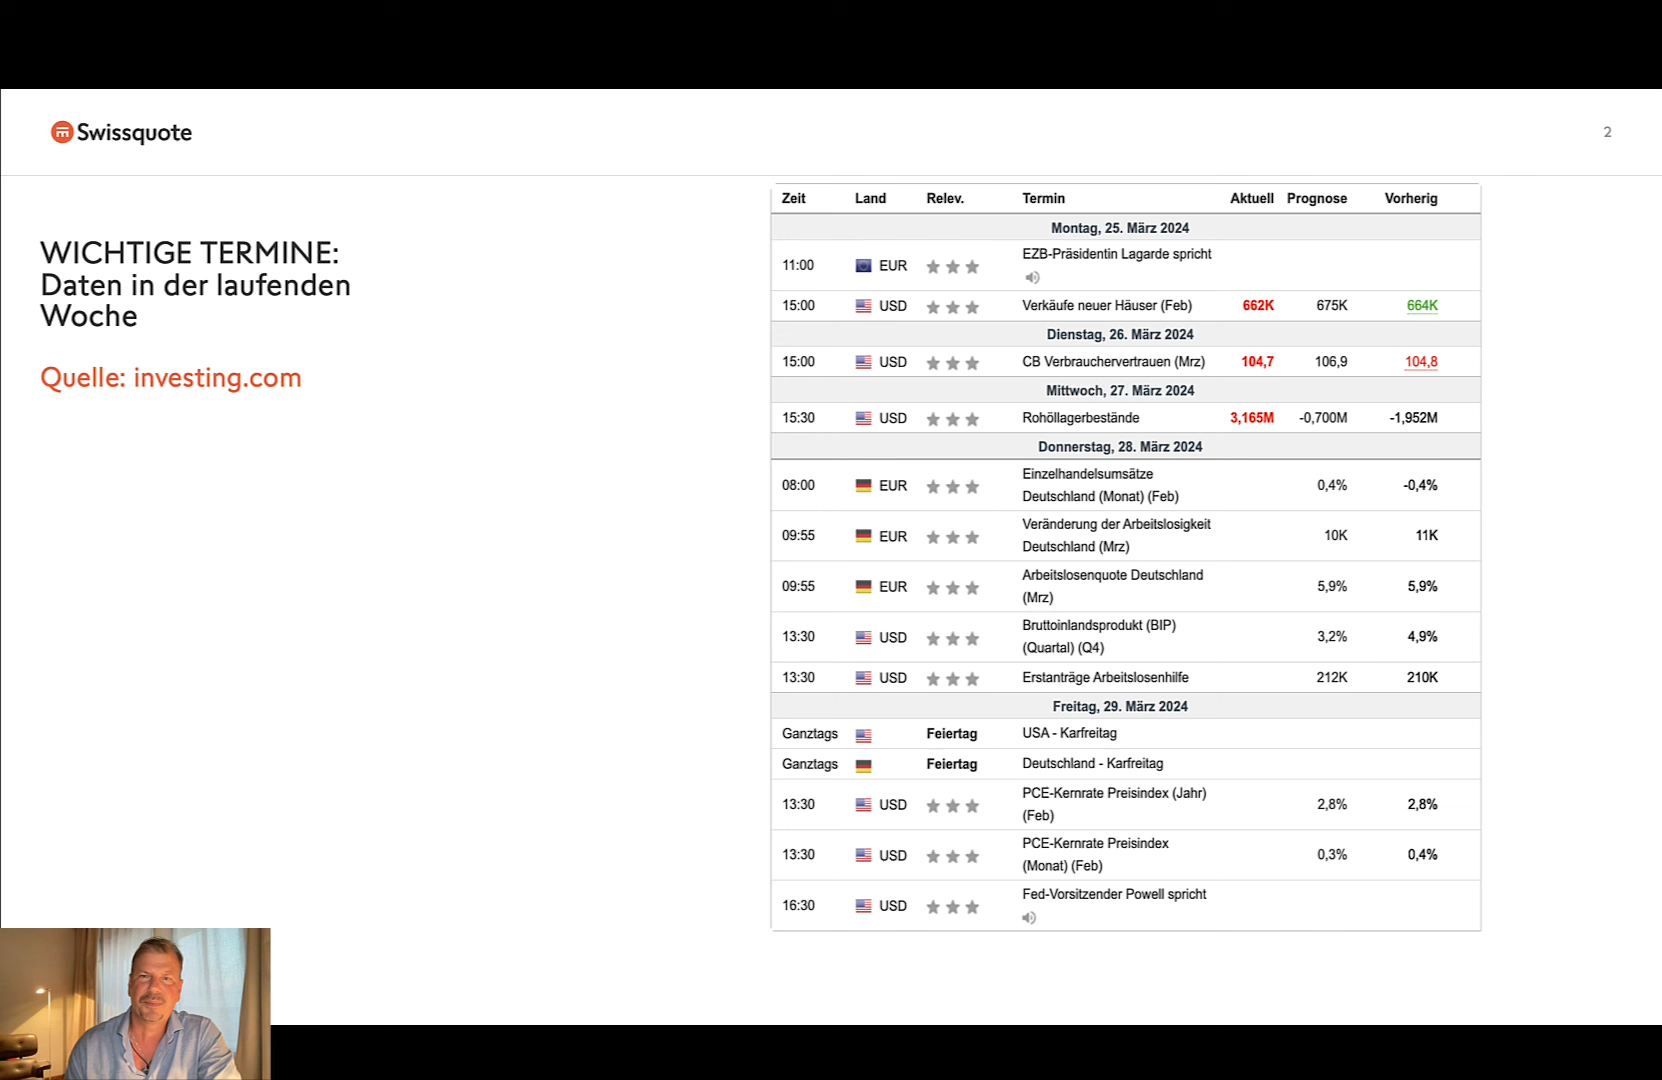 Swissquote
2
WICHTIGE TERMINE:
Daten in der laufenden
Woche
Quelle: investing.com
Zeit Land Relev. Termin Aktuell Prognose Vorherig
Montag, 25. März 2024
11:00 EUR EZB-Präsidentin Lagarde spricht
15:00 USD Verkäufe neuer Häuser (Feb) 662K 675K 664K
Dienstag, 26. März 2024
15:00 USD CB Verbrauchervertrauen (Mrz) 104,7 106,9 104,8
Mittwoch, 27. März 2024
15:30 USD Rohöllagerbestände 3,165M -0,700M -1,952M
Donnerstag, 28. März 2024
08:00 EUR Einzelhandelsumsätze
Deutschland (Monat) (Feb) 0,4% -0,4%
09:55 EUR Veränderung der Arbeitslosigkeit
Deutschland (Mrz) 10K 11K
09:55 EUR Arbeitslosenquote Deutschland
(Mrz) 5,9% 5,9%
13:30 USD Bruttoinlandsprodukt (BIP)
(Quartal) (Q4) 3,2% 4,9%
13:30 USD Erstanträge Arbeitslosenhilfe 212K 210K
Freitag, 29. März 2024
Ganztags Feiertag USA - Karfreitag
Ganztags Feiertag Deutschland - Karfreitag
13:30 USD PCE-Kernrate Preisindex (Jahr)
(Feb) 2,8% 2,8%
13:30 USD PCE-Kernrate Preisindex
(Monat) (Feb) 0,3% 0,4%
16:30 USD Fed-Vorsitzender Powell spricht